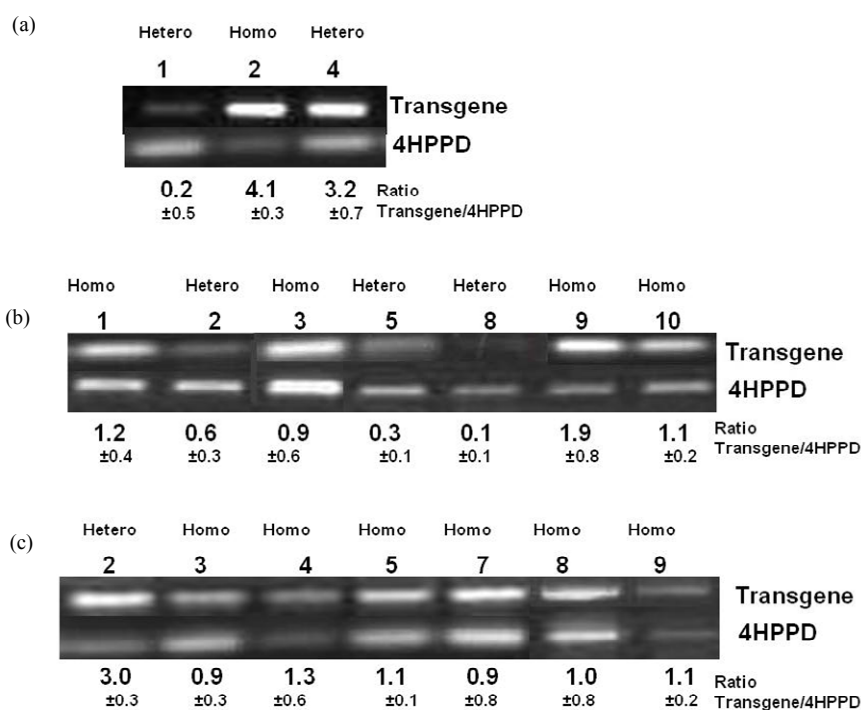 (a)
Hetero Homo Hetero
1 2 4
Transgene
4HPPD
0.2 4.1 3.2 Ratio
±0.5 ±0.3 ±0.7 Transgene/4HPPD
(b)
Homo Hetero Homo Hetero Hetero Homo Homo
1 2 3 5 8 9 10
Transgene
4HPPD
1.2 0.6 0.9 0.3 0.1 1.9 1.1 Ratio
±0.4 ±0.3 ±0.6 ±0.1 ±0.1 ±0.8 ±0.2 Transgene/4HPPD
(c)
Hetero Homo Homo Homo Homo Homo Homo
2 3 4 5 7 8 9
Transgene
4HPPD
3.0 0.9 1.3 1.1 0.9 1.0 1.1 Ratio
±0.3 ±0.3 ±0.6 ±0.1 ±0.8 ±0.8 ±0.2 Transgene/4HPPD